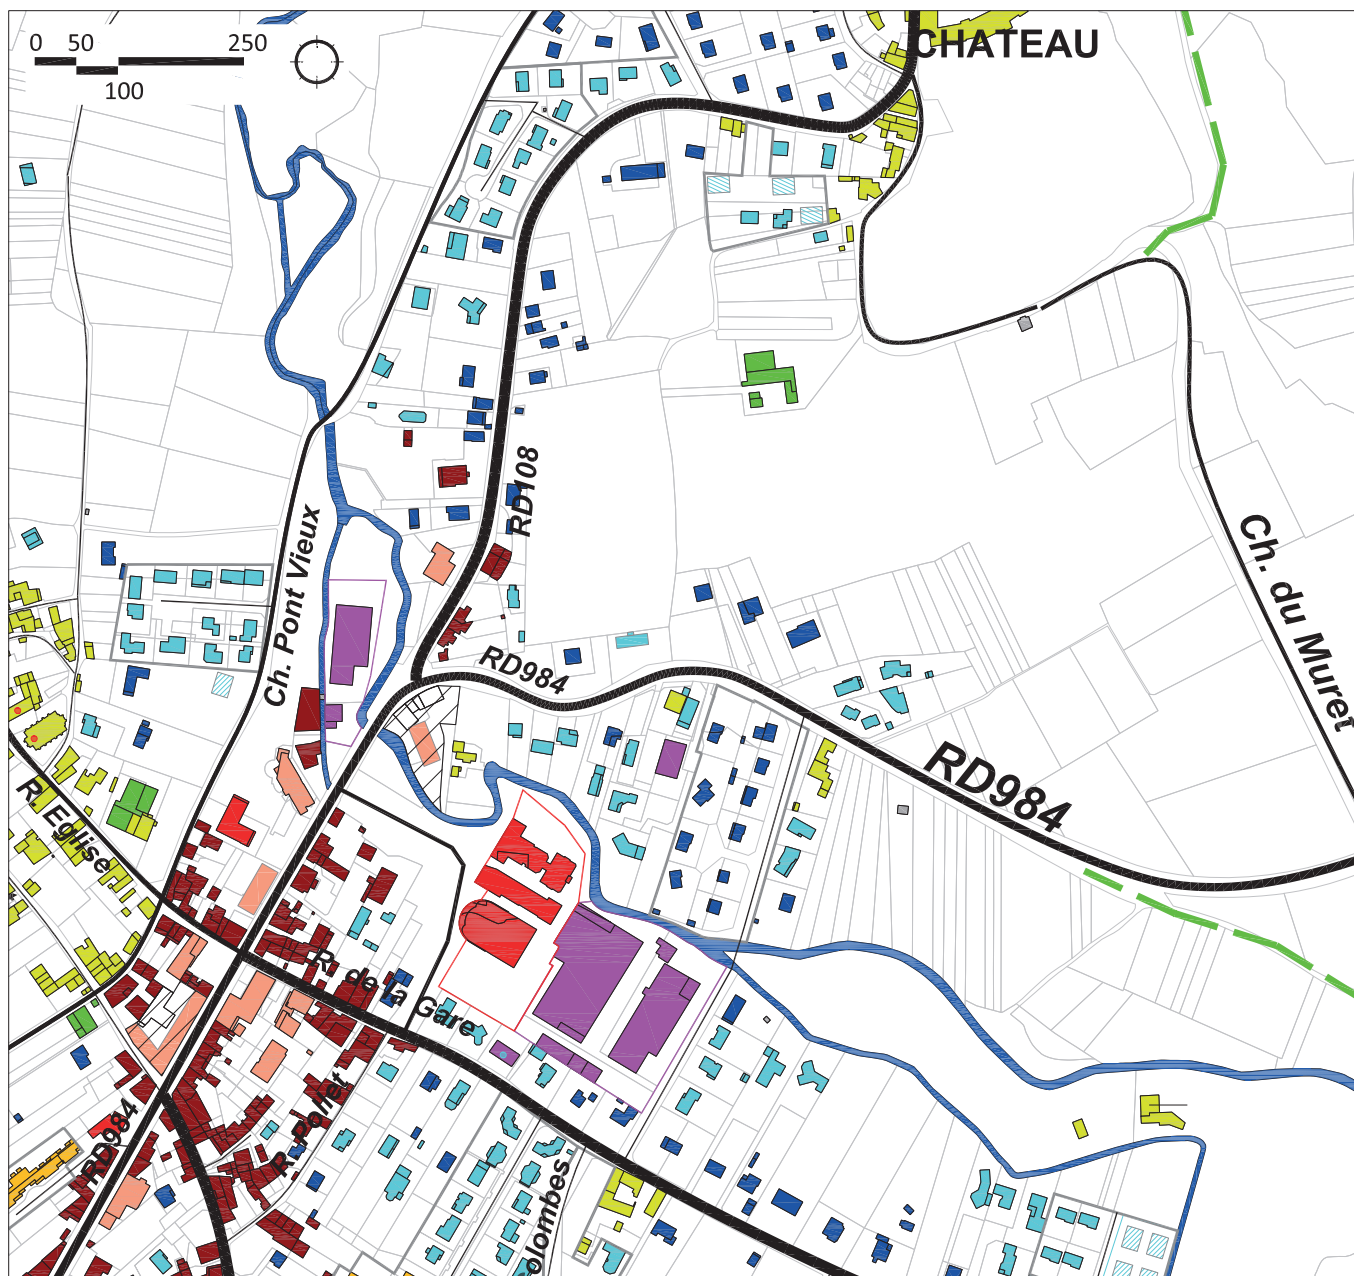 0 50 250
100
CHATEAU
RD108
Ch. Pont Vieux
Ch. du Muret
RD984
RD984
R. Eglise
R. de la Gare
R. Pollet
RD984
olombes